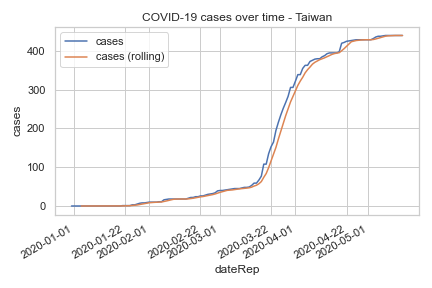 COVID-19 cases over time - Taiwan
cases
cases (rolling)
cases
400
300
200
100
0
2020-01-01
2020-01-22
2020-02-01
2020-02-22
2020-03-01
2020-03-22
2020-04-01
2020-04-22
2020-05-01
dateRep